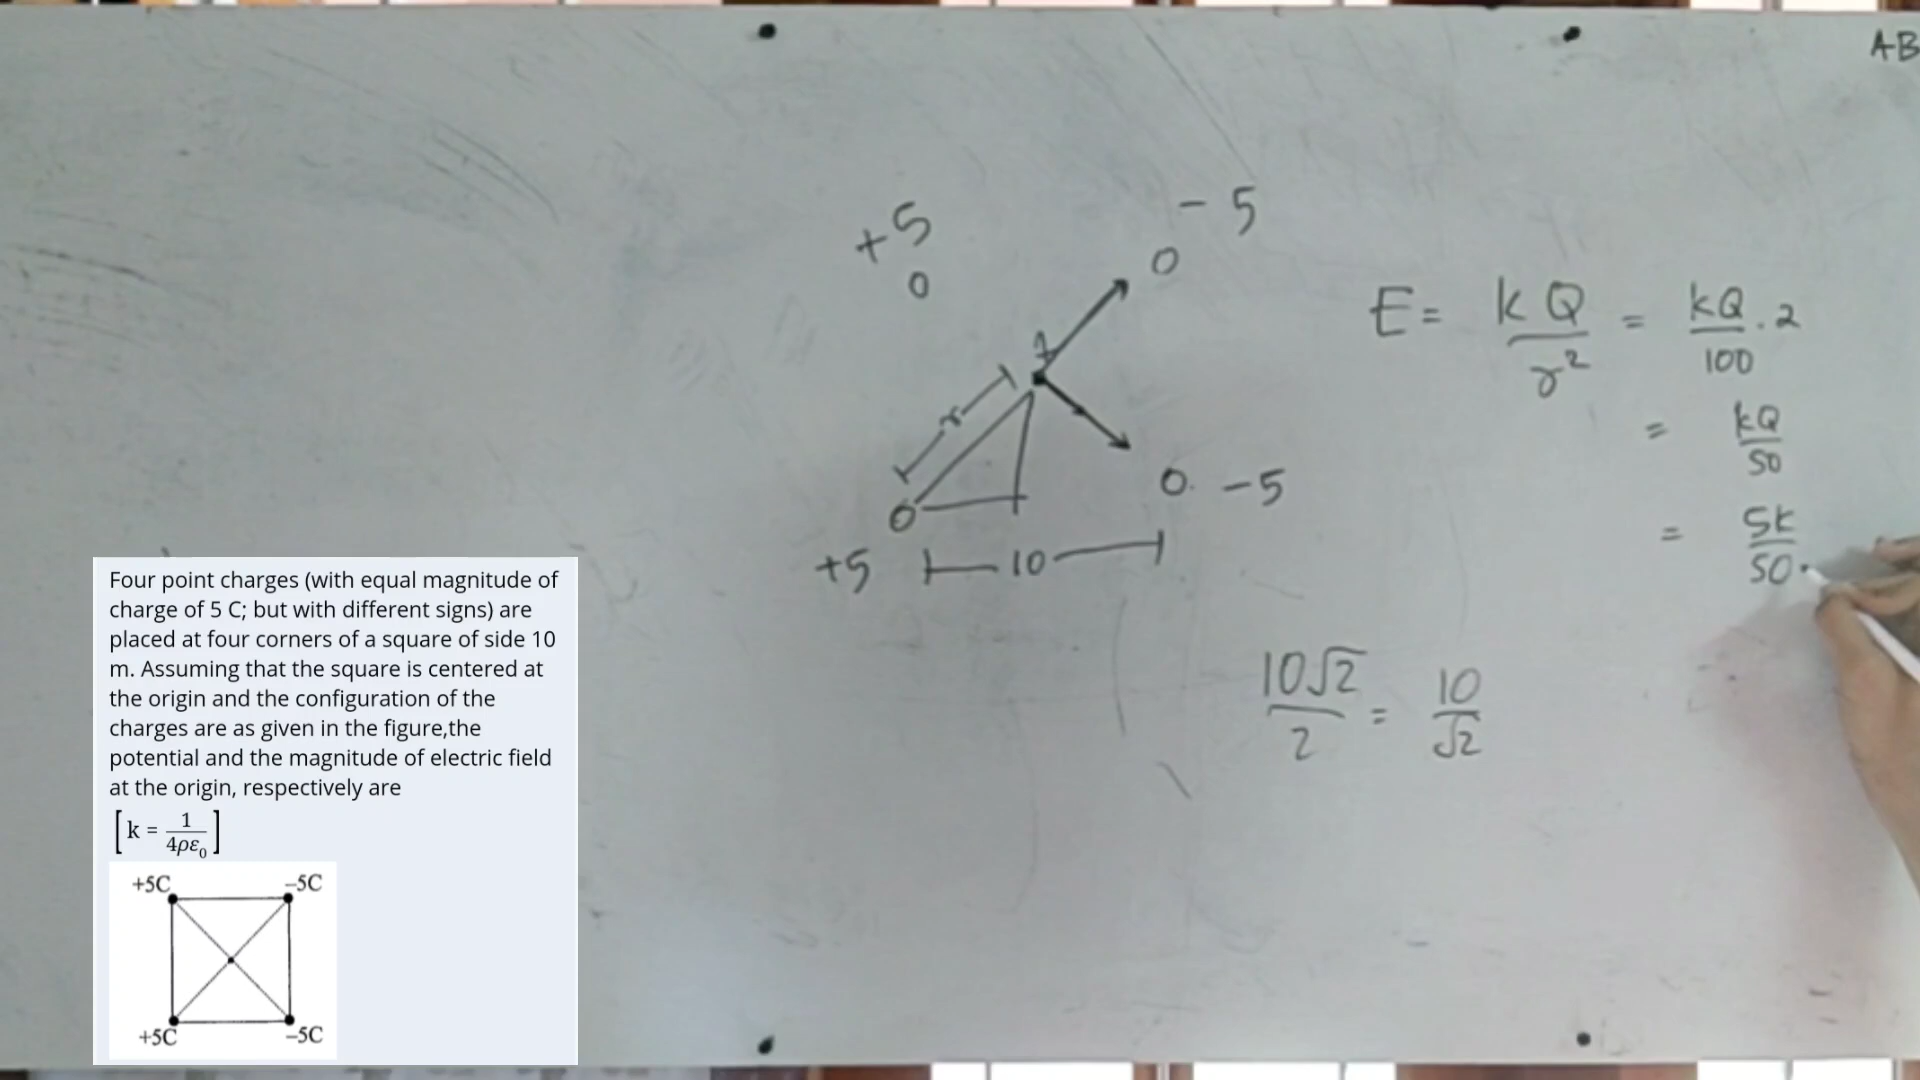 AB
+5
- 5
0
0
E = kQ / r² = kQ / 100 . 2
= kQ / 50
= 5k / 50 .
r
0 . -5
0
+5
10
10√2 / 2 = 10 / √2
Four point charges (with equal magnitude of
charge of 5 C; but with different signs) are
placed at four corners of a square of side 10
m. Assuming that the square is centered at
the origin and the configuration of the
charges are as given in the figure,the
potential and the magnitude of electric field
at the origin, respectively are
[k = 1 / 4ρε₀]
+5C –5C
+5C –5C